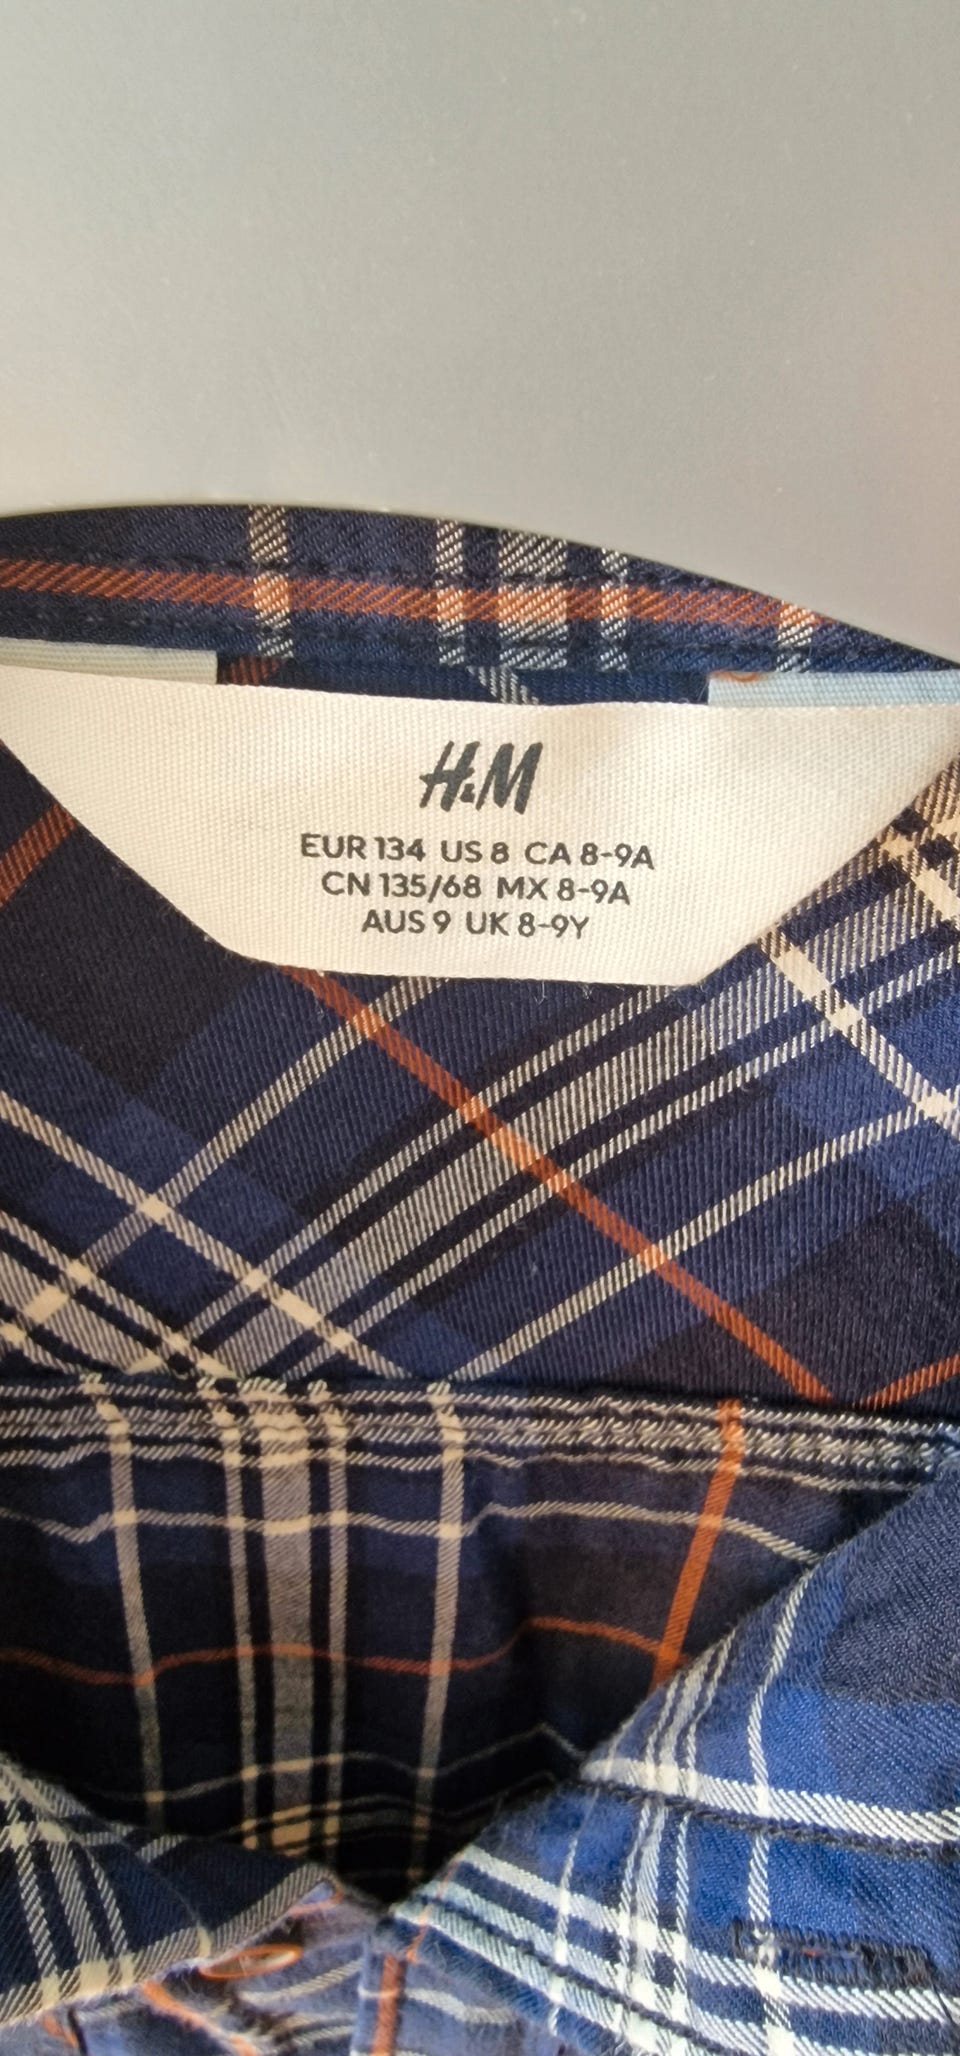 H&M
EUR 134 US 8 CA 8-9A
CN 135/68 MX 8-9A
AUS 9 UK 8-9Y